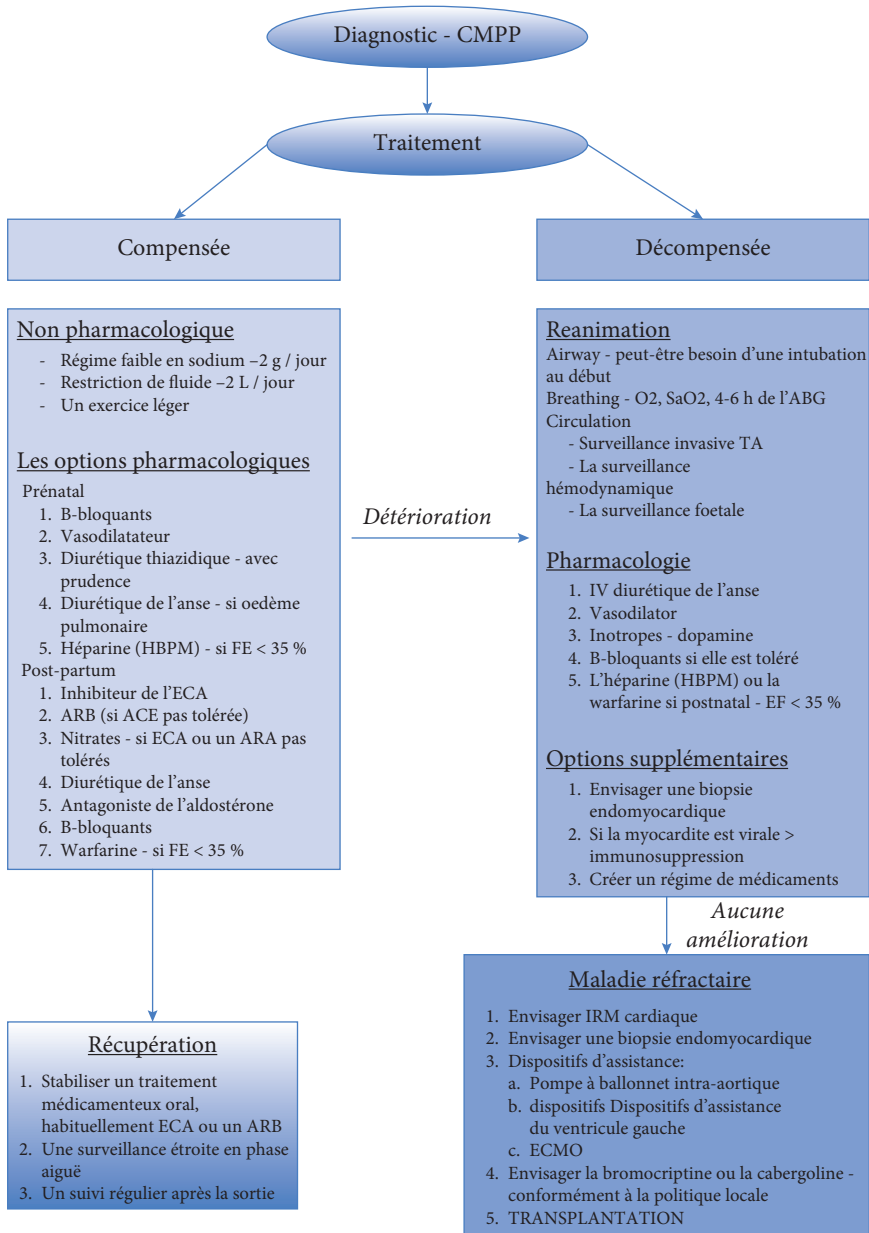 Diagnostic - CMPP
Traitement
Compensée
Non pharmacologique
- Régime faible en sodium –2 g / jour
- Restriction de fluide –2 L / jour
- Un exercice léger
Les options pharmacologiques
Prénatal
1. B-bloquants
2. Vasodilatateur
3. Diurétique thiazidique - avec
prudence
4. Diurétique de l’anse - si oedème
pulmonaire
5. Héparine (HBPM) - si FE < 35 %
Post-partum
1. Inhibiteur de l’ECA
2. ARB (si ACE pas tolérée)
3. Nitrates - si ECA ou un ARA pas
tolérés
4. Diurétique de l’anse
5. Antagoniste de l’aldostérone
6. B-bloquants
7. Warfarine - si FE < 35 %
Détérioration
Décompensée
Reanimation
Airway - peut-être besoin d’une intubation
au début
Breathing - O2, SaO2, 4-6 h de l’ABG
Circulation
- Surveillance invasive TA
- La surveillance
hémodynamique
- La surveillance foetale
Pharmacologie
1. IV diurétique de l’anse
2. Vasodilator
3. Inotropes - dopamine
4. B-bloquants si elle est toléré
5. L’héparine (HBPM) ou la
warfarine si postnatal - EF < 35 %
Options supplémentaires
1. Envisager une biopsie
endomyocardique
2. Si la myocardite est virale >
immunosuppression
3. Créer un régime de médicaments
Aucune
amélioration
Récupération
1. Stabiliser un traitement
médicamenteux oral,
habituellement ECA ou un ARB
2. Une surveillance étroite en phase
aiguë
3. Un suivi régulier après la sortie
Maladie réfractaire
1. Envisager IRM cardiaque
2. Envisager une biopsie endomyocardique
3. Dispositifs d’assistance:
a. Pompe à ballonnet intra-aortique
b. dispositifs Dispositifs d’assistance
du ventricule gauche
c. ECMO
4. Envisager la bromocriptine ou la cabergoline -
conformément à la politique locale
5. TRANSPLANTATION